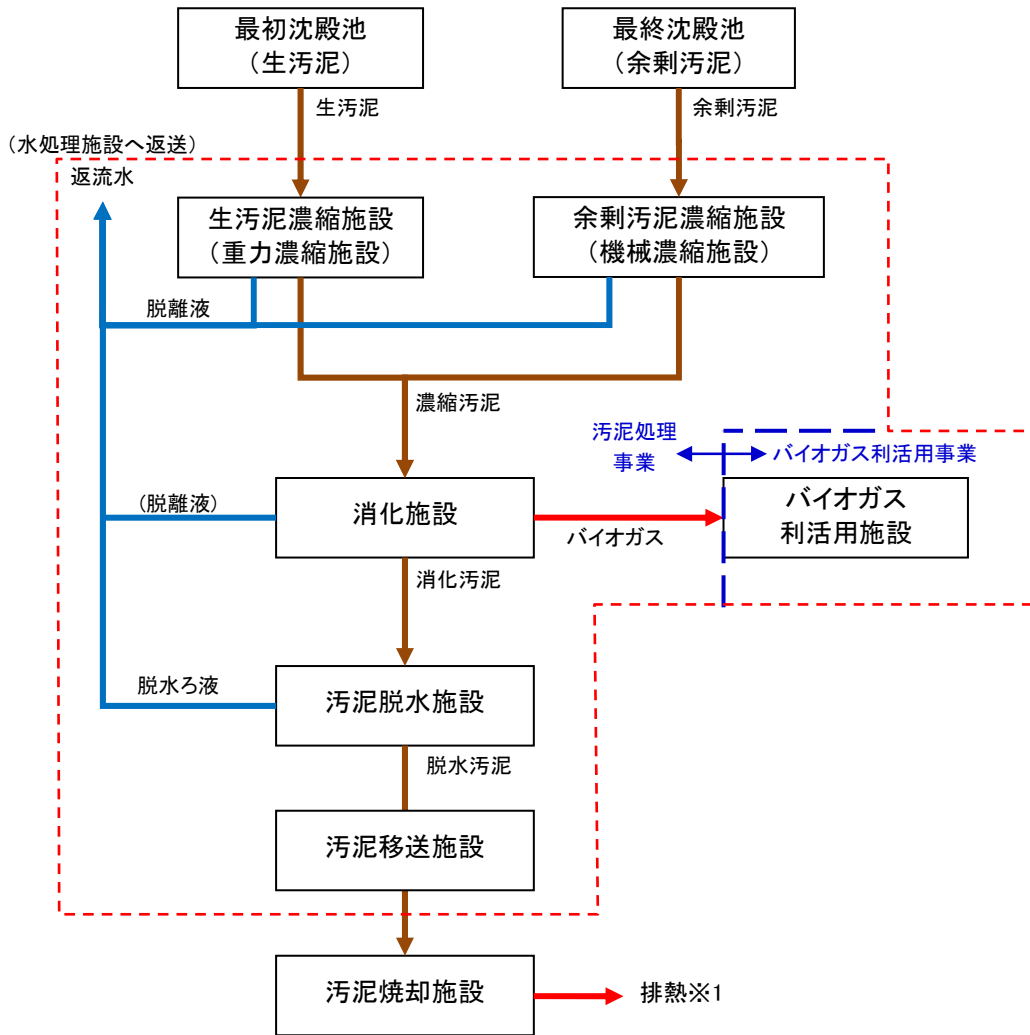 最初沈殿池
（生汚泥）
最終沈殿池
（余剰汚泥）
生汚泥
余剰汚泥
（水処理施設へ返送）
返流水
生汚泥濃縮施設
（重力濃縮施設）
余剰汚泥濃縮施設
（機械濃縮施設）
脱離液
濃縮汚泥
汚泥処理
事業
バイオガス利活用事業
(脱離液)
消化施設
バイオガス
バイオガス
利活用施設
消化汚泥
脱水ろ液
汚泥脱水施設
脱水汚泥
汚泥移送施設
汚泥焼却施設
排熱※1